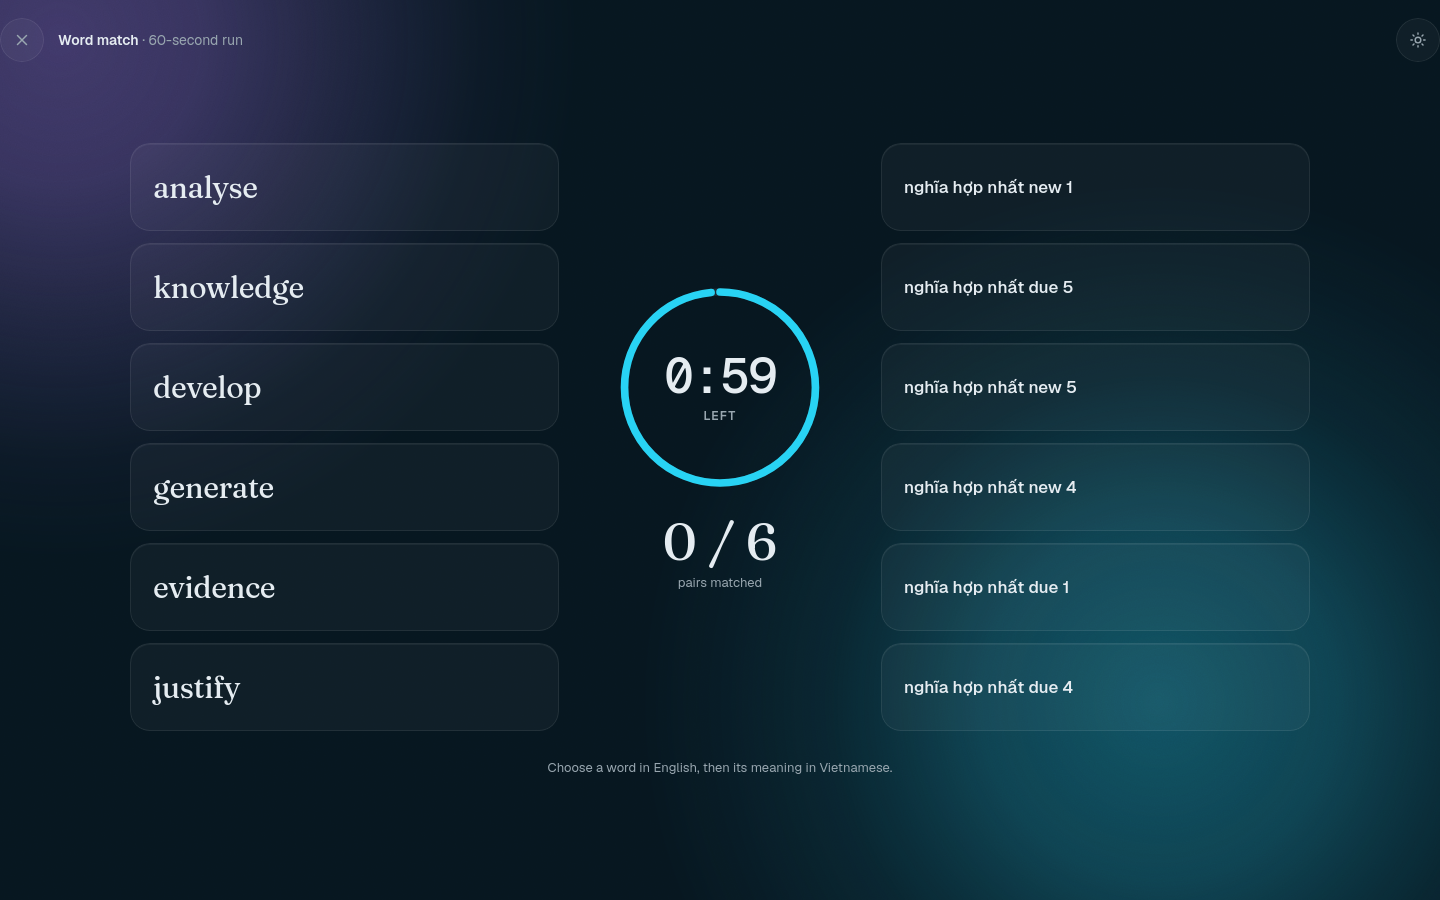 Word match · 60-second run
analyse
knowledge
develop
generate
evidence
justify
0:59
LEFT
0 / 6
pairs matched
nghĩa hợp nhất new 1
nghĩa hợp nhất due 5
nghĩa hợp nhất new 5
nghĩa hợp nhất new 4
nghĩa hợp nhất due 1
nghĩa hợp nhất due 4
Choose a word in English, then its meaning in Vietnamese.